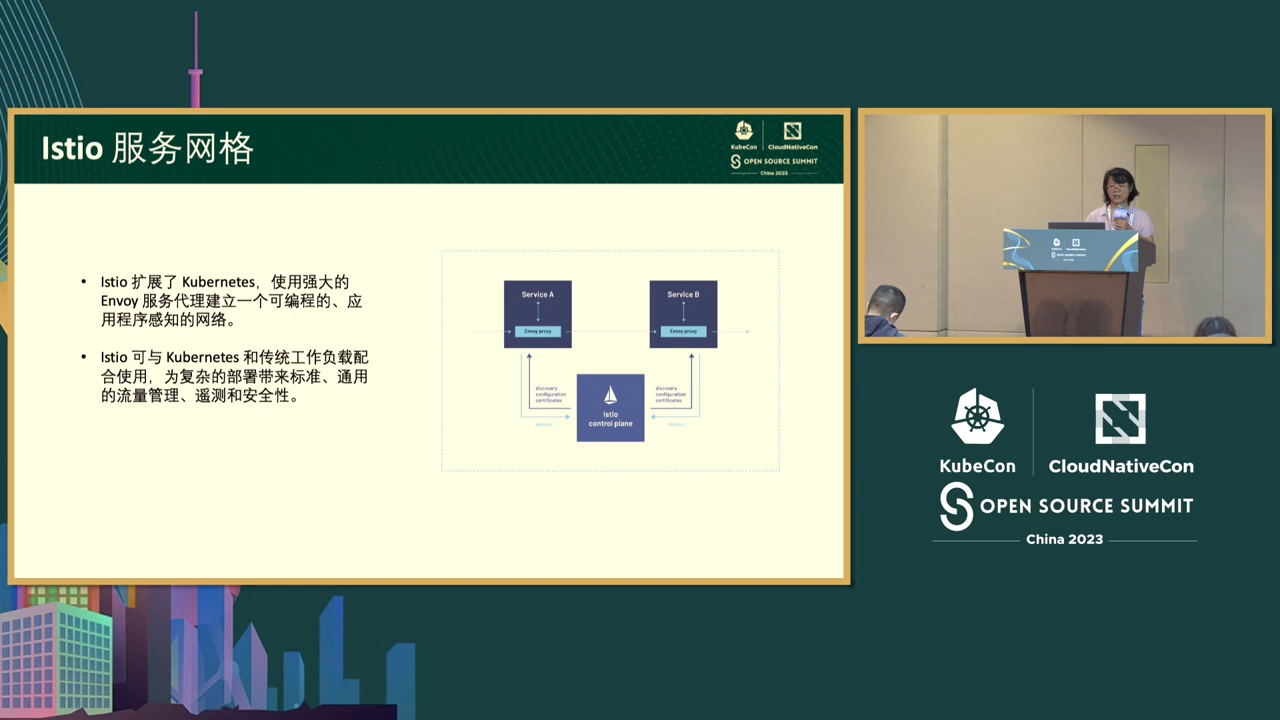 Istio 服务网格
KubeCon
CloudNativeCon
OPEN SOURCE SUMMIT
China 2023
• Istio 扩展了 Kubernetes，使用强大的
Envoy 服务代理建立一个可编程的、应
用程序感知的网络。
• Istio 可与 Kubernetes 和传统工作负载配
合使用，为复杂的部署带来标准、通用
的流量管理、遥测和安全性。
Service A
Envoy proxy
Service B
Envoy proxy
discovery
configuration
certificates
metrics
Istio
control plane
discovery
configuration
certificates
metrics
KubeCon
CloudNativeCon
OPEN SOURCE SUMMIT
China 2023